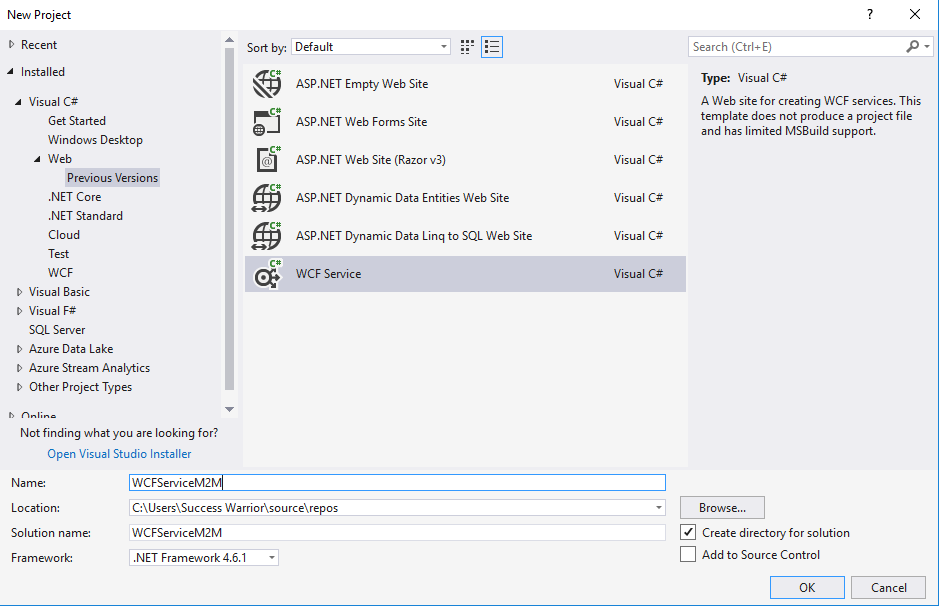 New Project
?
Recent
Installed
Visual C#
Get Started
Windows Desktop
Web
Previous Versions
.NET Core
.NET Standard
Cloud
Test
WCF
Visual Basic
Visual F#
SQL Server
Azure Data Lake
Azure Stream Analytics
Other Project Types
Online
Not finding what you are looking for?
Open Visual Studio Installer
Sort by: Default
C# ASP.NET Empty Web Site Visual C#
C# ASP.NET Web Forms Site Visual C#
C# @ ASP.NET Web Site (Razor v3) Visual C#
C# ASP.NET Dynamic Data Entities Web Site Visual C#
C# ASP.NET Dynamic Data Linq to SQL Web Site Visual C#
C# WCF Service Visual C#
Search (Ctrl+E)
Type: Visual C#
A Web site for creating WCF services. This
template does not produce a project file
and has limited MSBuild support.
Name: WCFServiceM2M
Location: C:\Users\Success Warrior\source\repos Browse...
Solution name: WCFServiceM2M Create directory for solution
Framework: .NET Framework 4.6.1 Add to Source Control
OK Cancel